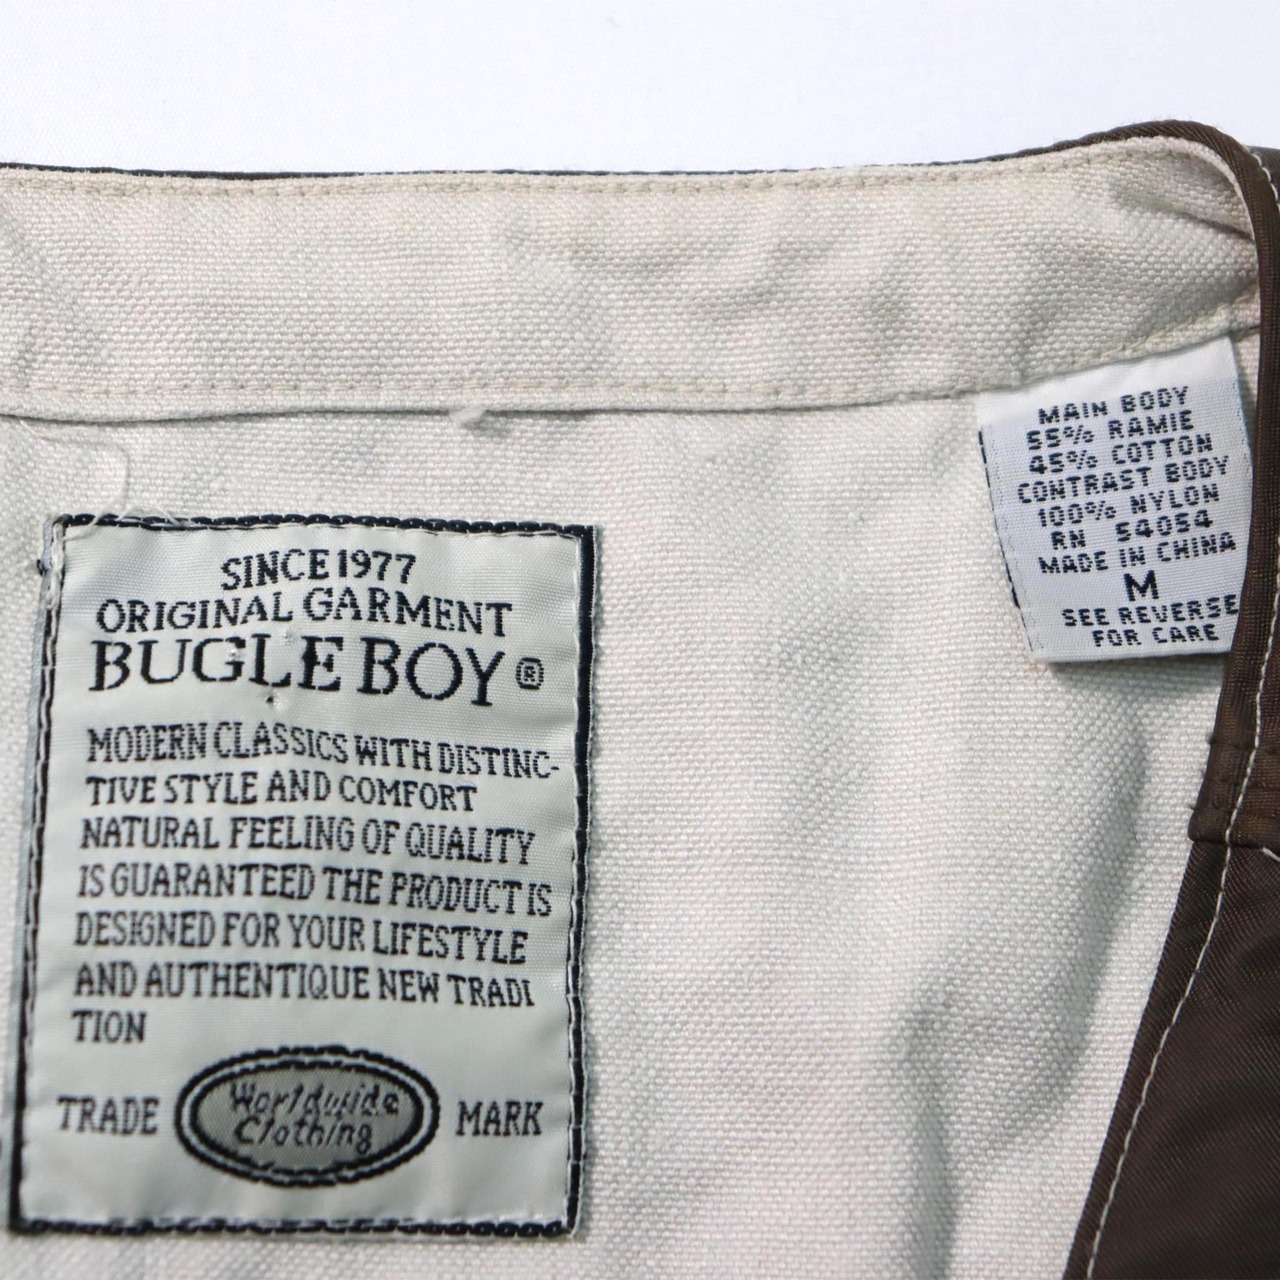 SINCE 1977
ORIGINAL GARMENT
BUGLE BOY ®
MODERN CLASSICS WITH DISTINC-
TIVE STYLE AND COMFORT
NATURAL FEELING OF QUALITY
IS GUARANTEED THE PRODUCT IS
DESIGNED FOR YOUR LIFESTYLE
AND AUTHENTIQUE NEW TRADI
TION
TRADE MARK
Worldwide
Clothing
MAIN BODY
55% RAMIE
45% COTTON
CONTRAST BODY
100% NYLON
RN 54054
MADE IN CHINA
M
SEE REVERSE
FOR CARE